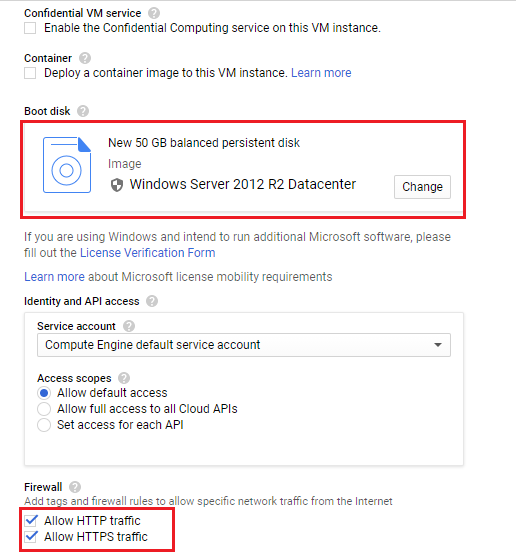 Confidential VM service
Enable the Confidential Computing service on this VM instance.
Container
Deploy a container image to this VM instance. Learn more
Boot disk
New 50 GB balanced persistent disk
Image
Windows Server 2012 R2 Datacenter
Change
If you are using Windows and intend to run additional Microsoft software, please
fill out the License Verification Form
Learn more about Microsoft license mobility requirements
Identity and API access
Service account
Compute Engine default service account
Access scopes
Allow default access
Allow full access to all Cloud APIs
Set access for each API
Firewall
Add tags and firewall rules to allow specific network traffic from the Internet
Allow HTTP traffic
Allow HTTPS traffic